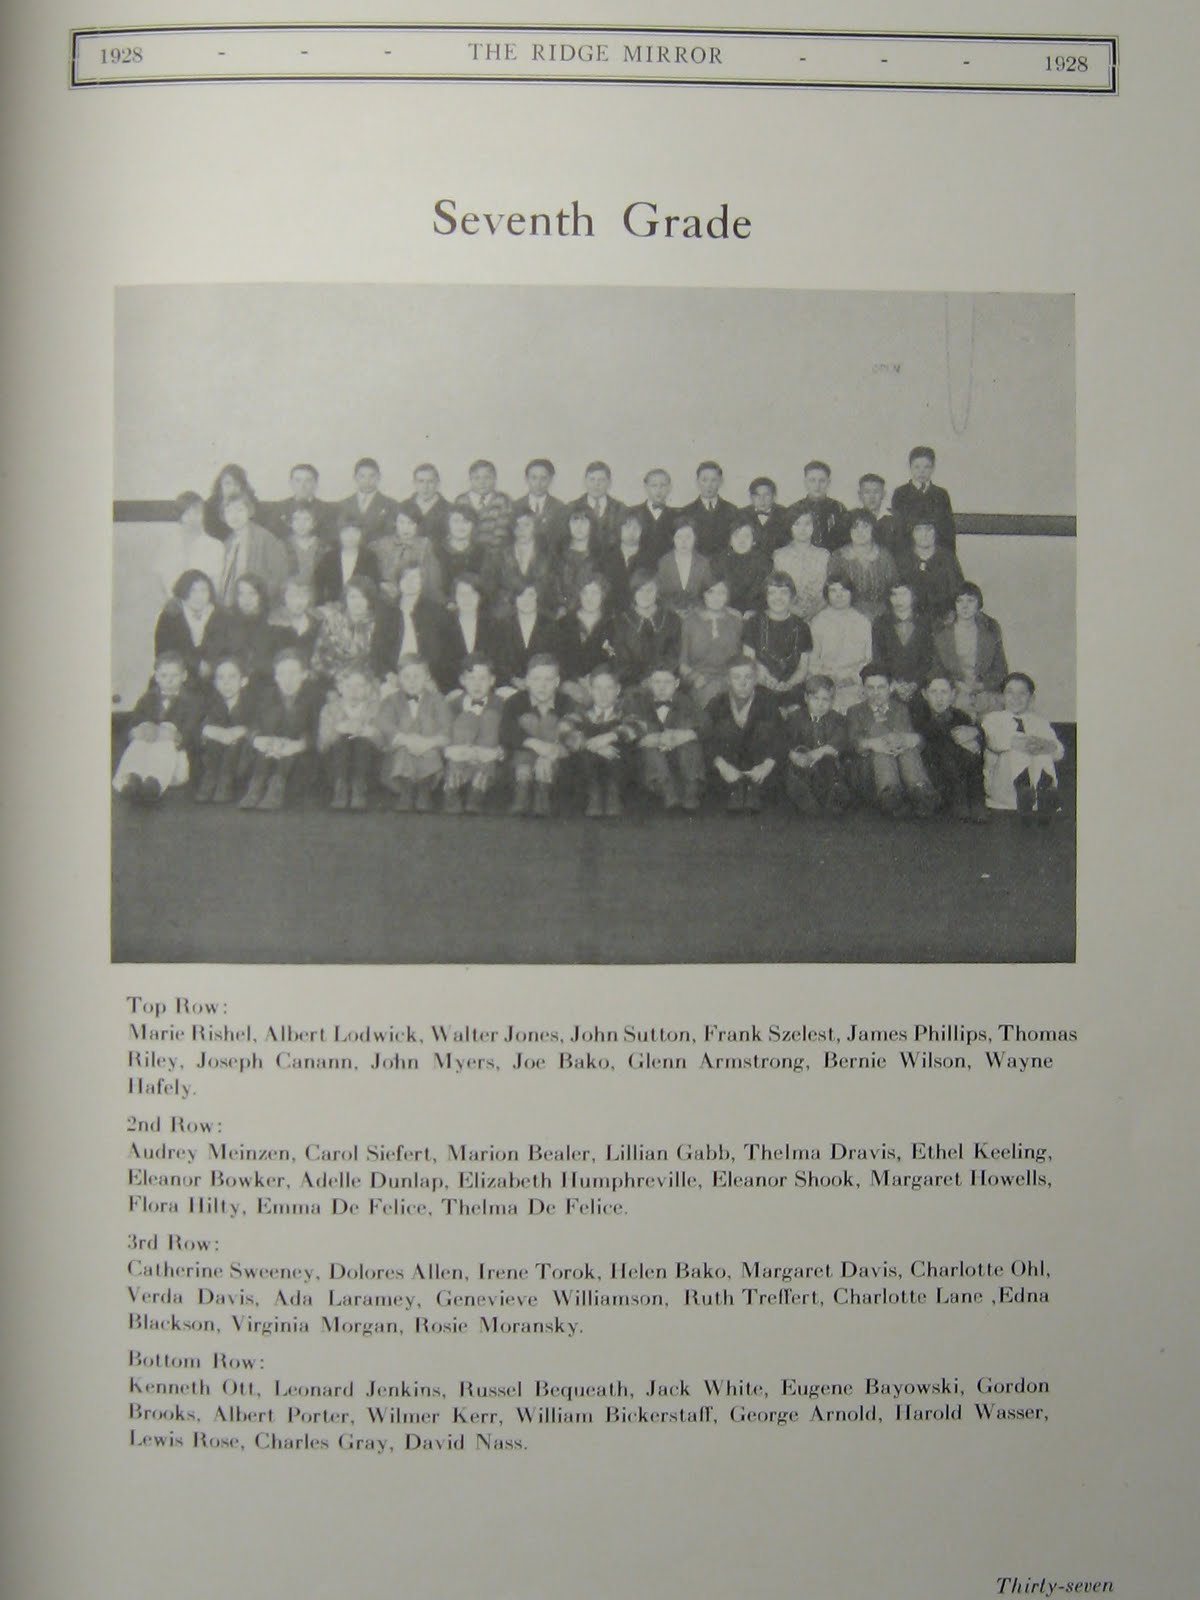 1928 - - - THE RIDGE MIRROR - - - 1928
Seventh Grade
OPEN
Top Row:
Marie Rishel, Albert Lodwick, Walter Jones, John Sutton, Frank Szelest, James Phillips, Thomas
Riley, Joseph Canann, John Myers, Joe Bako, Glenn Armstrong, Bernie Wilson, Wayne
Hafely.
2nd Row:
Audrey Meinzen, Carol Siefert, Marion Bealer, Lillian Gabb, Thelma Dravis, Ethel Keeling,
Eleanor Bowker, Adelle Dunlap, Elizabeth Humphreville, Eleanor Shook, Margaret Howells,
Flora Hilty, Emma De Felice, Thelma De Felice.
3rd Row:
Catherine Sweeney, Dolores Allen, Irene Torok, Helen Bako, Margaret Davis, Charlotte Ohl,
Verda Davis, Ada Laramey, Genevieve Williamson, Ruth Treffert, Charlotte Lane ,Edna
Blackson, Virginia Morgan, Rosie Moransky.
Bottom Row:
Kenneth Ott, Leonard Jenkins, Russel Bequeath, Jack White, Eugene Bayowski, Gordon
Brooks, Albert Porter, Wilmer Kerr, William Bickerstaff, George Arnold, Harold Wasser,
Lewis Rose, Charles Gray, David Nass.
Thirty-seven